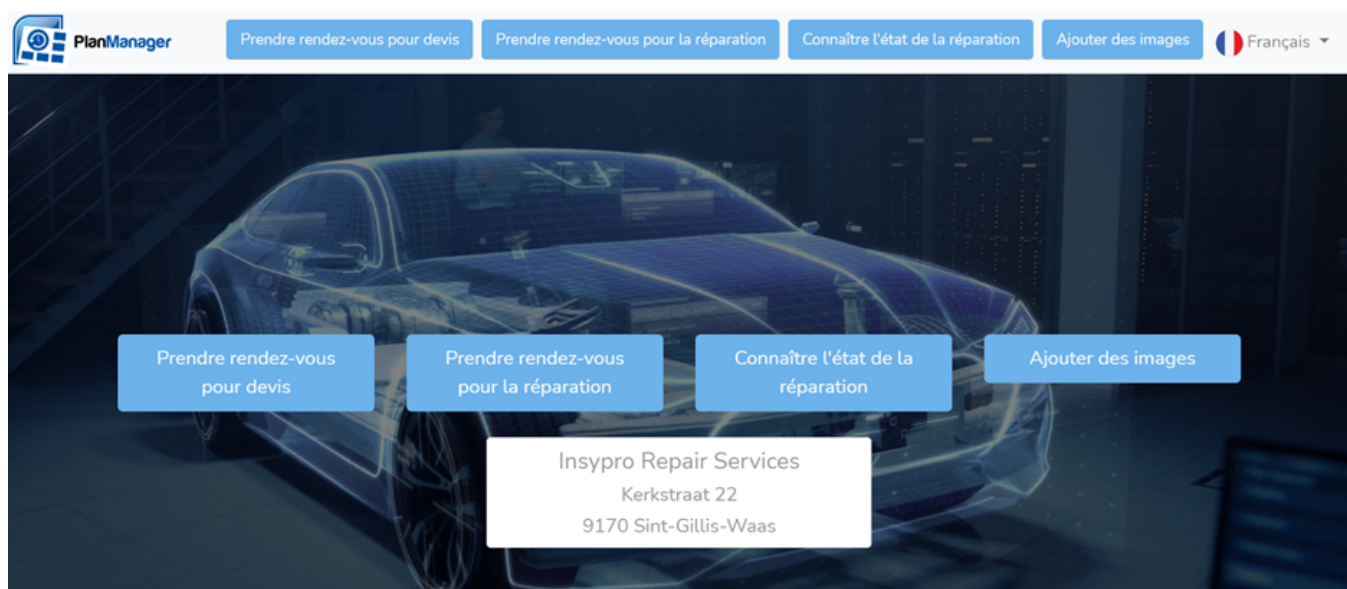 PlanManager
Prendre rendez-vous pour devis
Prendre rendez-vous pour la réparation
Connaître l'état de la réparation
Ajouter des images
Français
Prendre rendez-vous
pour devis
Prendre rendez-vous
pour la réparation
Connaître l'état de la
réparation
Ajouter des images
Insypro Repair Services
Kerkstraat 22
9170 Sint-Gillis-Waas